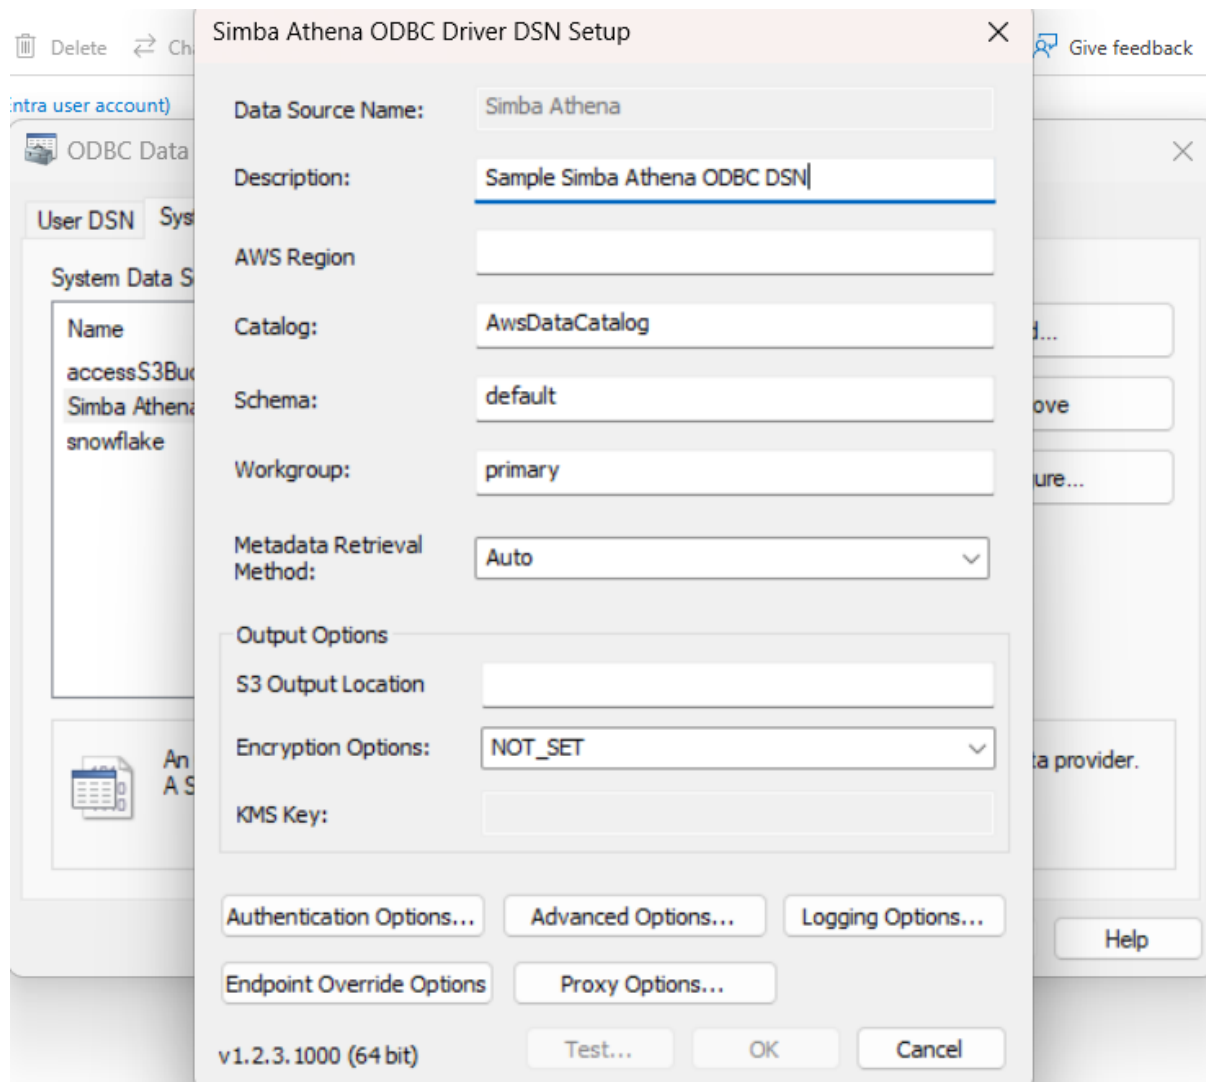 Simba Athena ODBC Driver DSN Setup
Delete
Give feedback
user account)
ODBC Data
User DSN
System Data
Name
Simba Athena
snowflake
Data Source Name: Simba Athena
Description: Sample Simba Athena ODBC DSN
AWS Region
Catalog: AwsDataCatalog
Schema: default
Workgroup: primary
Metadata Retrieval
Method:
Auto
Output Options
S3 Output Location
Encryption Options: NOT_SET
KMS Key:
An
A
provider.
Authentication Options... Advanced Options... Logging Options...
Help
Endpoint Override Options Proxy Options...
v1.2.3.1000 (64 bit) Test... OK Cancel